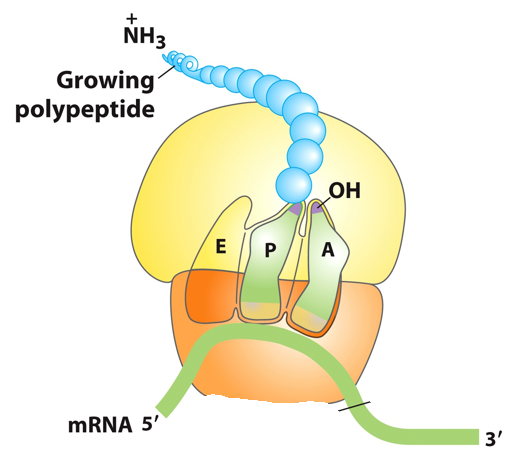 +
NH3
Growing
polypeptide
OH
E
P
A
mRNA 5′
3′